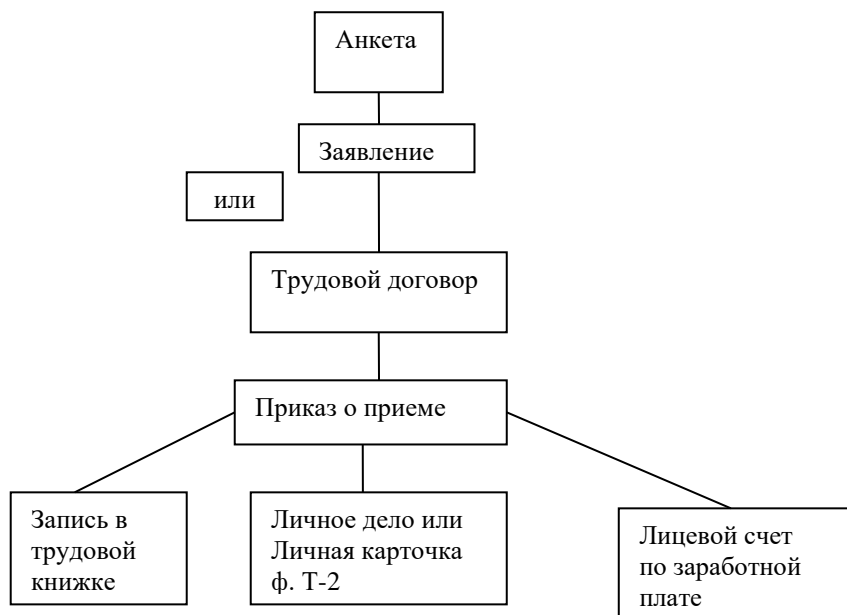 Анкета
Заявление
или
Трудовой договор
Приказ о приеме
Запись в
трудовой
книжке
Личное дело или
Личная карточка
ф. Т-2
Лицевой счет
по заработной
плате